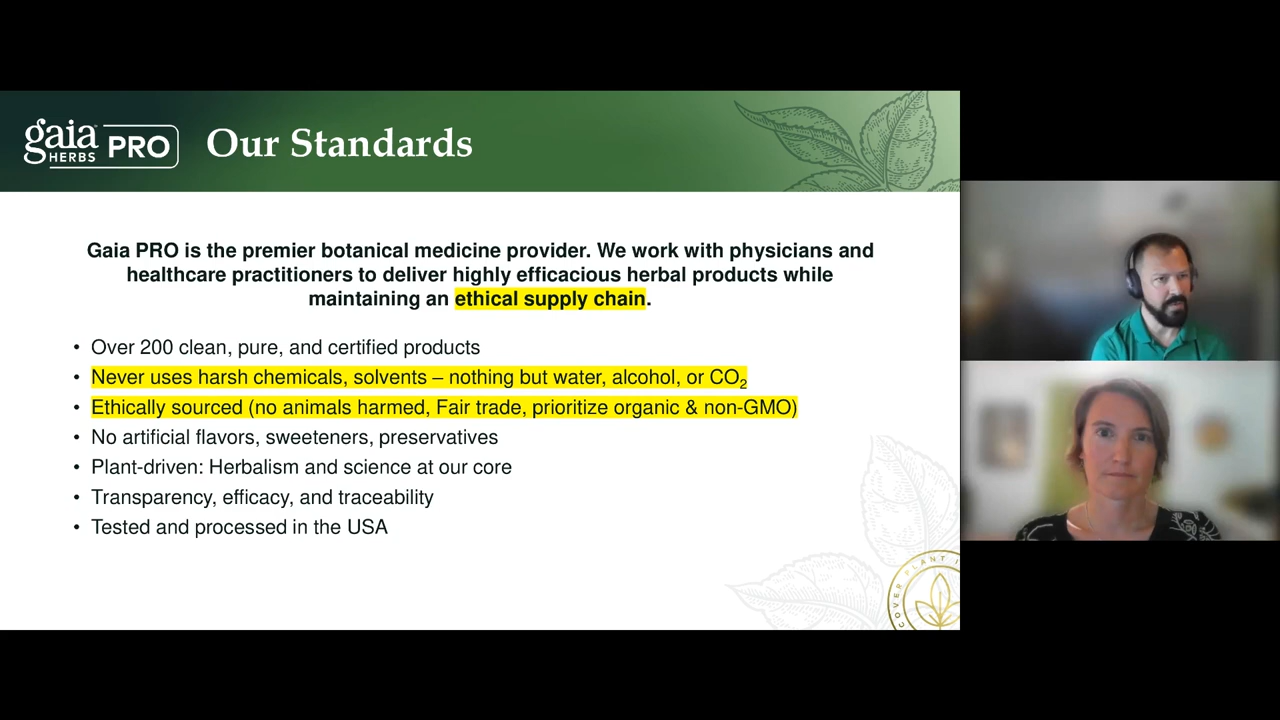 gaia HERBS PRO
Our Standards
Gaia PRO is the premier botanical medicine provider. We work with physicians and
healthcare practitioners to deliver highly efficacious herbal products while
maintaining an ethical supply chain.
• Over 200 clean, pure, and certified products
• Never uses harsh chemicals, solvents – nothing but water, alcohol, or CO₂
• Ethically sourced (no animals harmed, Fair trade, prioritize organic & non-GMO)
• No artificial flavors, sweeteners, preservatives
• Plant-driven: Herbalism and science at our core
• Transparency, efficacy, and traceability
• Tested and processed in the USA
COVER PLANT I